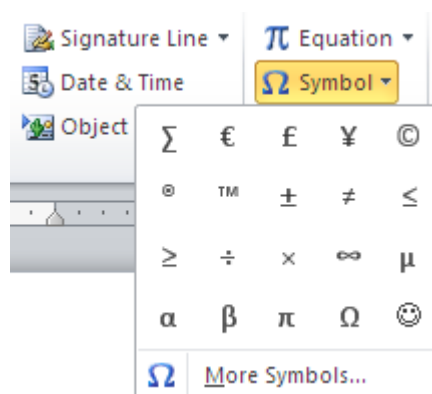 Signature Line
π Equation
Date & Time
Ω Symbol
Object
∑ € £ ¥ ©
® ™ ± ≠ ≤
≥ ÷ × ∞ µ
α β π Ω ☺
Ω More Symbols...